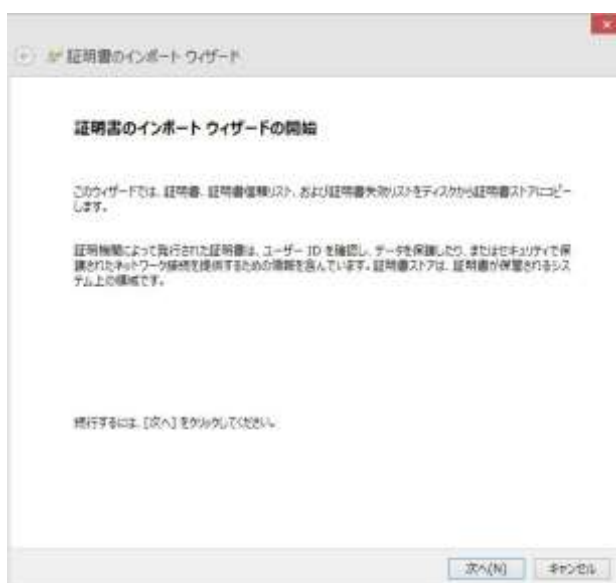 証明書のインポート ウィザード
証明書のインポート ウィザードの開始
このウィザードでは、証明書、証明書信頼リスト、および証明書失効リストをディスクから証明書ストアにコピー
します。
証明機関によって発行された証明書は、ユーザー ID を確認し、データを保護したり、またはセキュリティで保
護されたネットワーク接続を提供するための情報を含んでいます。証明書ストアは、証明書が保管されるシス
テム上の領域です。
続行するには、[次へ] をクリックしてください。
次へ(N)
キャンセル